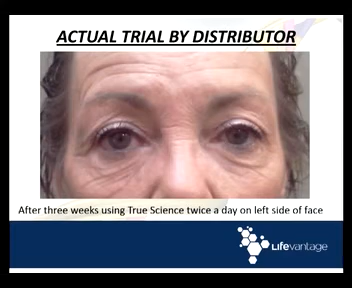 ACTUAL TRIAL BY DISTRIBUTOR
After three weeks using True Science twice a day on left side of face
Lifevantage